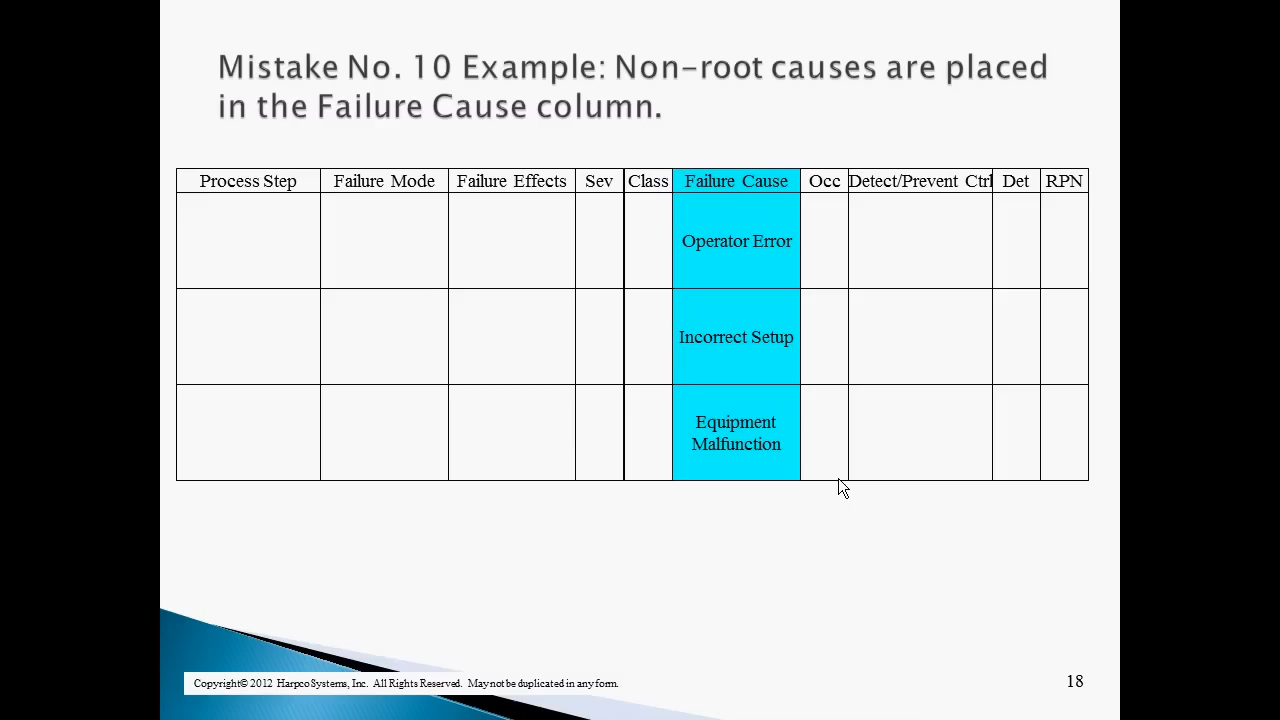 Mistake No. 10 Example: Non-root causes are placed
in the Failure Cause column.
Process Step Failure Mode Failure Effects Sev Class Failure Cause Occ Detect/Prevent Ctrl Det RPN
Operator Error
Incorrect Setup
Equipment
Malfunction
Copyright© 2012 Harpco Systems, Inc. All Rights Reserved. May not be duplicated in any form.
18